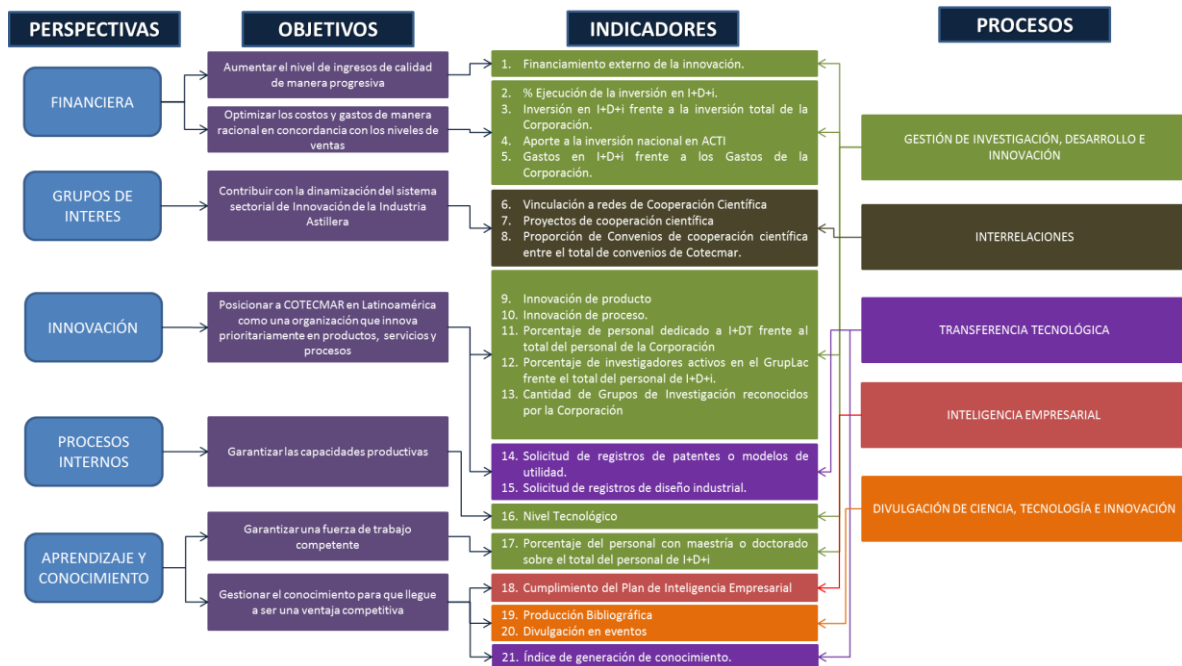 PERSPECTIVAS
OBJETIVOS
INDICADORES
PROCESOS
FINANCIERA
GRUPOS DE
INTERES
INNOVACIÓN
PROCESOS
INTERNOS
APRENDIZAJE Y
CONOCIMIENTO
Aumentar el nivel de ingresos de calidad
de manera progresiva
Optimizar los costos y gastos de manera
racional en concordancia con los niveles de
ventas
Contribuir con la dinamización del sistema
sectorial de Innovación de la Industria
Astillera
Posicionar a COTECMAR en Latinoamérica
como una organización que innova
prioritariamente en productos, servicios y
procesos
Garantizar las capacidades productivas
Garantizar una fuerza de trabajo
competente
Gestionar el conocimiento para que llegue
a ser una ventaja competitiva
1. Financiamiento externo de la innovación.
2. % Ejecución de la inversión en I+D+i.
3. Inversión en I+D+i frente a la inversión total de la
Corporación.
4. Aporte a la inversión nacional en ACTI
5. Gastos en I+D+i frente a los Gastos de la
Corporación.
6. Vinculación a redes de Cooperación Científica
7. Proyectos de cooperación científica
8. Proporción de Convenios de cooperación científica
entre el total de convenios de Cotecmar.
9. Innovación de producto
10. Innovación de proceso.
11. Porcentaje de personal dedicado a I+DT frente al
total del personal de la Corporación
12. Porcentaje de investigadores activos en el GrupLac
frente el total del personal de I+D+i.
13. Cantidad de Grupos de Investigación reconocidos
por la Corporación
14. Solicitud de registros de patentes o modelos de
utilidad.
15. Solicitud de registros de diseño industrial.
16. Nivel Tecnológico
17. Porcentaje del personal con maestría o doctorado
sobre el total del personal de I+D+i
18. Cumplimiento del Plan de Inteligencia Empresarial
19. Producción Bibliográfica
20. Divulgación en eventos
21. Índice de generación de conocimiento.
GESTIÓN DE INVESTIGACIÓN, DESARROLLO E
INNOVACIÓN
INTERRELACIONES
TRANSFERENCIA TECNOLÓGICA
INTELIGENCIA EMPRESARIAL
DIVULGACIÓN DE CIENCIA, TECNOLOGÍA E INNOVACIÓN